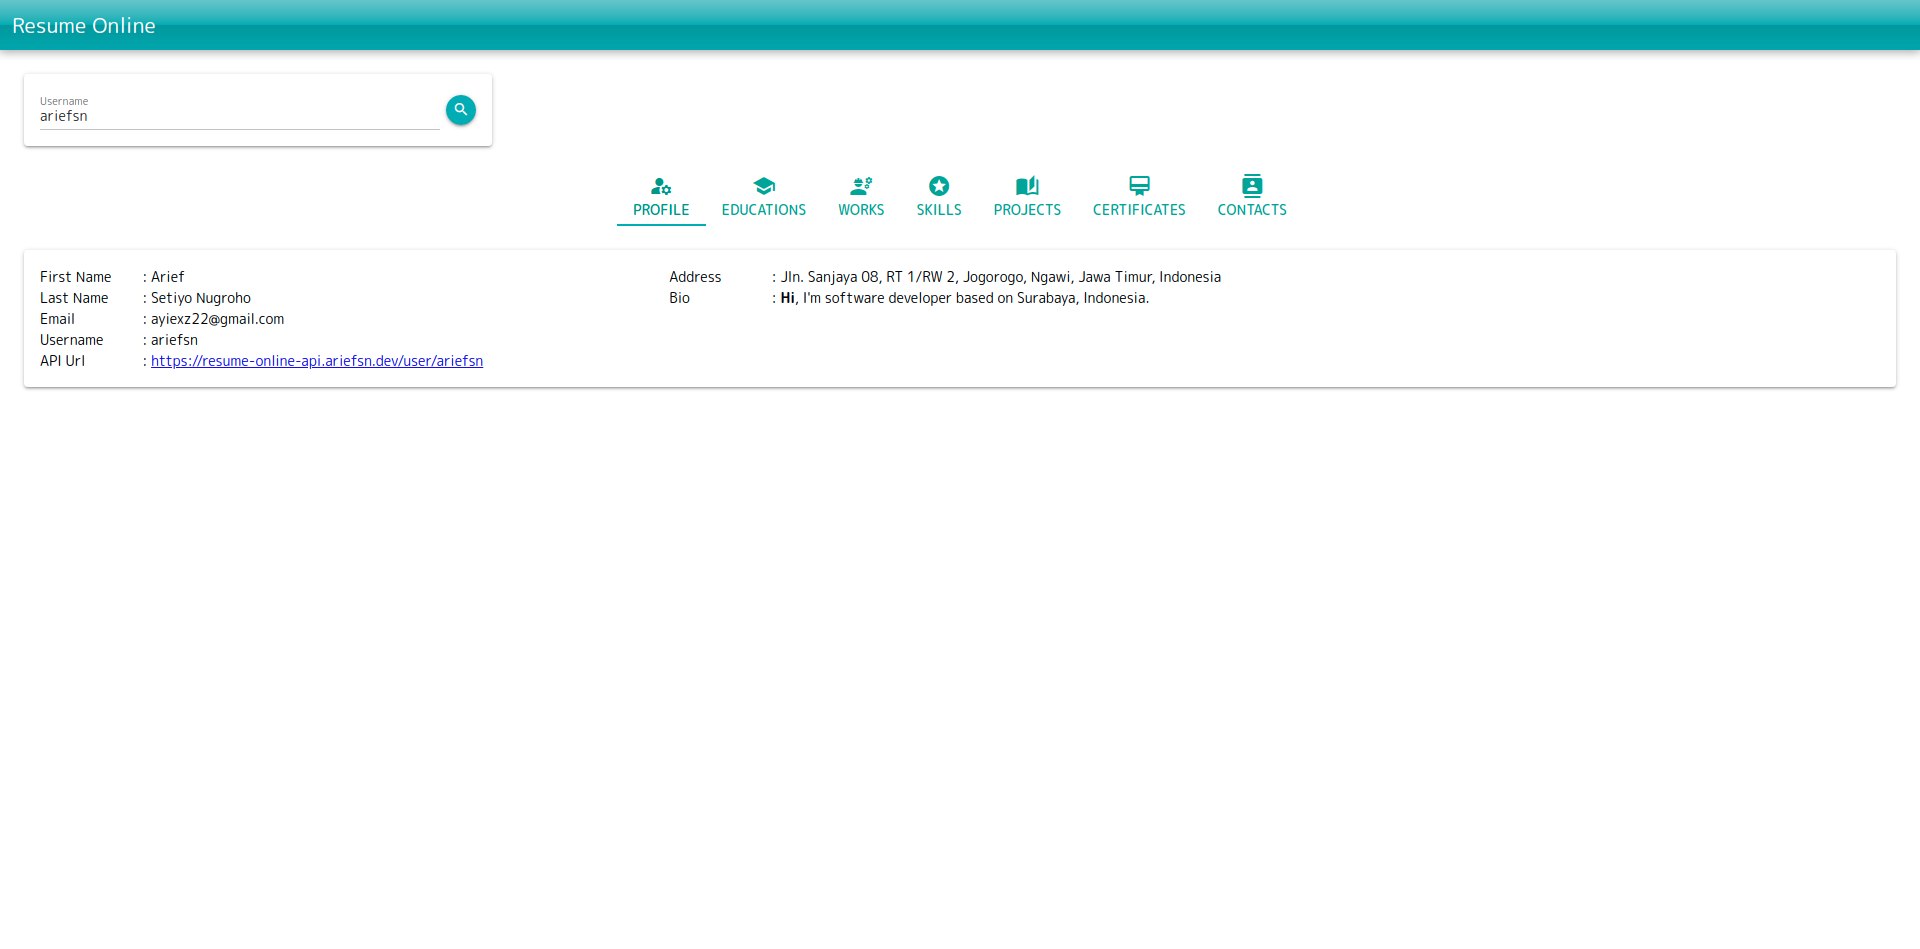 Resume Online
Username
ariefsn
PROFILE
EDUCATIONS
WORKS
SKILLS
PROJECTS
CERTIFICATES
CONTACTS
First Name : Arief
Last Name : Setiyo Nugroho
Email : ayiexz22@gmail.com
Username : ariefsn
API Url : https://resume-online-api.ariefsn.dev/user/ariefsn
Address : Jln. Sanjaya 08, RT 1/RW 2, Jogorogo, Ngawi, Jawa Timur, Indonesia
Bio : Hi, I'm software developer based on Surabaya, Indonesia.